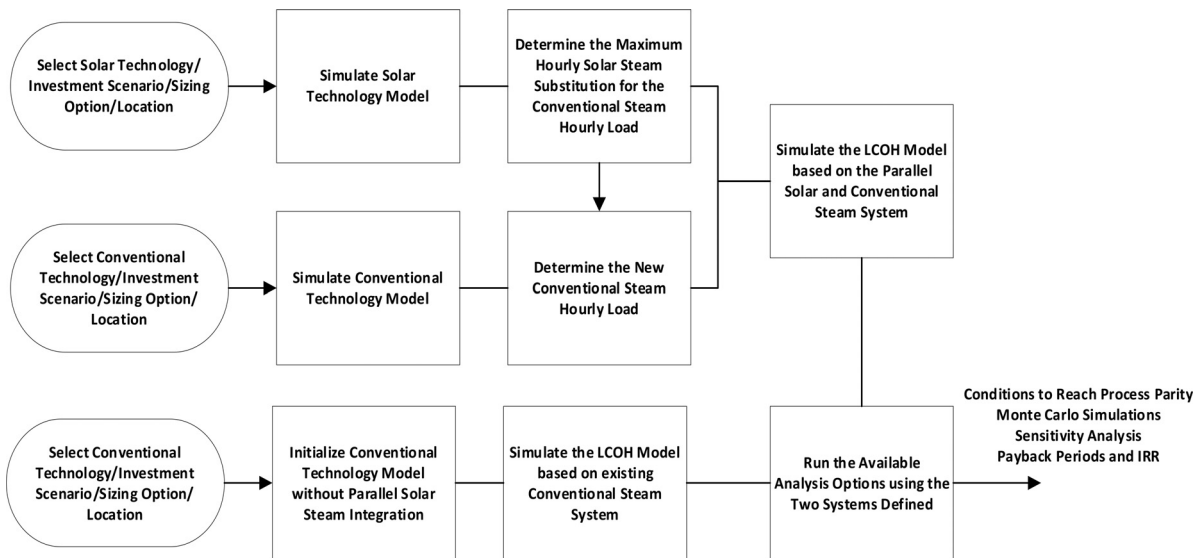 Select Solar Technology/
Investment Scenario/Sizing
Option/Location
Simulate Solar
Technology Model
Determine the Maximum
Hourly Solar Steam
Substitution for the
Conventional Steam
Hourly Load
Simulate the LCOH Model
based on the Parallel
Solar and Conventional
Steam System
Select Conventional
Technology/Investment
Scenario/Sizing Option/
Location
Simulate Conventional
Technology Model
Determine the New
Conventional Steam
Hourly Load
Select Conventional
Technology/Investment
Scenario/Sizing Option/
Location
Initialize Conventional
Technology Model
without Parallel Solar
Steam Integration
Simulate the LCOH Model
based on existing
Conventional Steam
System
Run the Available
Analysis Options using the
Two Systems Defined
Conditions to Reach Process Parity
Monte Carlo Simulations
Sensitivity Analysis
Payback Periods and IRR